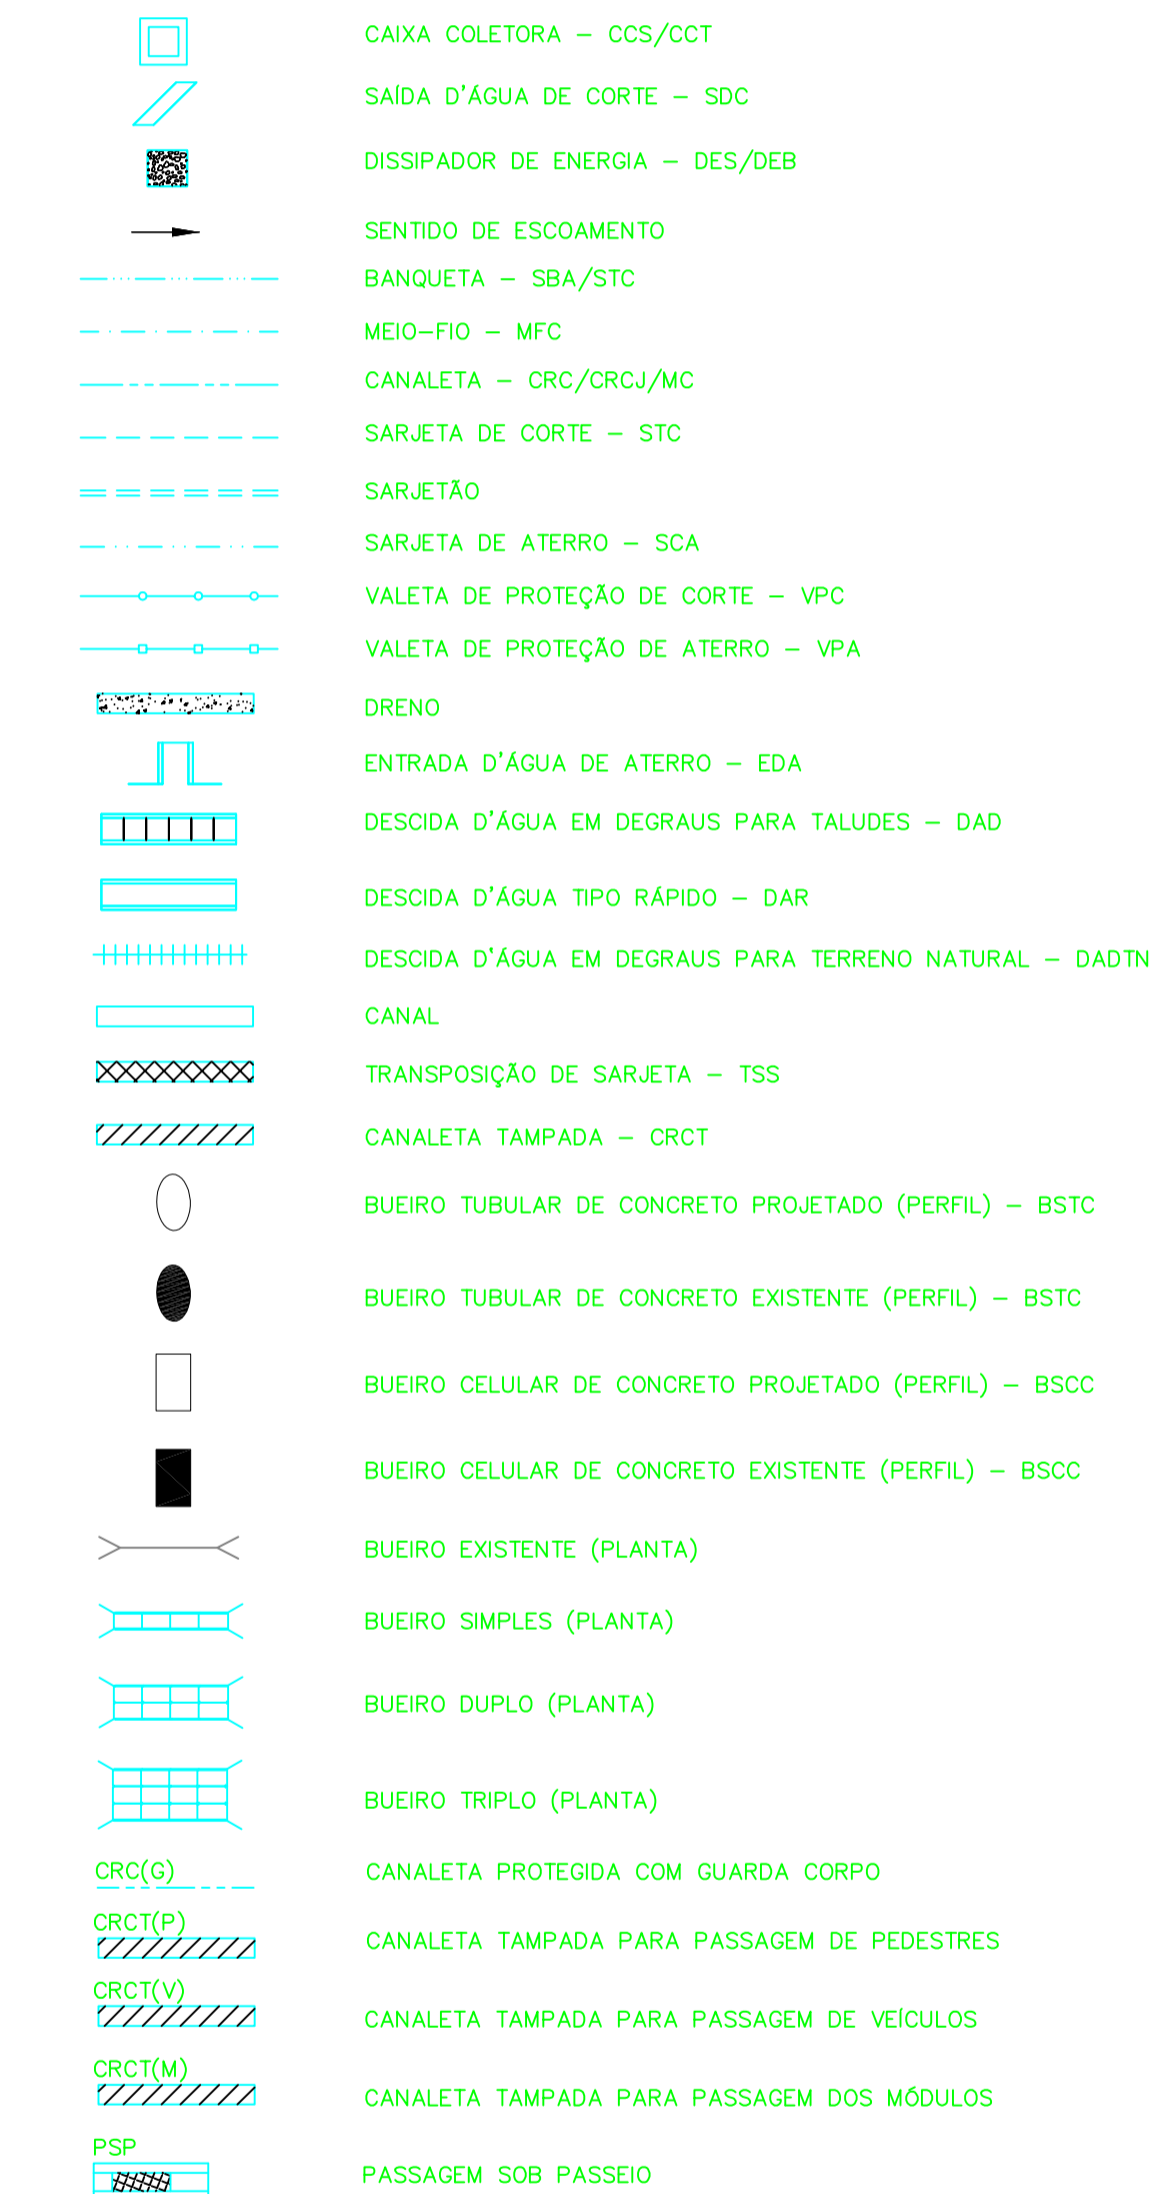 CAIXA COLETORA – CCS/CCT
SAÍDA D'ÁGUA DE CORTE – SDC
DISSIPADOR DE ENERGIA – DES/DEB
SENTIDO DE ESCOAMENTO
BANQUETA – SBA/STC
MEIO–FIO – MFC
CANALETA – CRC/CRCJ/MC
SARJETA DE CORTE – STC
SARJETÃO
SARJETA DE ATERRO – SCA
VALETA DE PROTEÇÃO DE CORTE – VPC
VALETA DE PROTEÇÃO DE ATERRO – VPA
DRENO
ENTRADA D'ÁGUA DE ATERRO – EDA
DESCIDA D'ÁGUA EM DEGRAUS PARA TALUDES – DAD
DESCIDA D'ÁGUA TIPO RÁPIDO – DAR
DESCIDA D‘ÁGUA EM DEGRAUS PARA TERRENO NATURAL – DADTN
CANAL
TRANSPOSIÇÃO DE SARJETA – TSS
CANALETA TAMPADA – CRCT
BUEIRO TUBULAR DE CONCRETO PROJETADO (PERFIL) – BSTC
BUEIRO TUBULAR DE CONCRETO EXISTENTE (PERFIL) – BSTC
BUEIRO CELULAR DE CONCRETO PROJETADO (PERFIL) – BSCC
BUEIRO CELULAR DE CONCRETO EXISTENTE (PERFIL) – BSCC
BUEIRO EXISTENTE (PLANTA)
BUEIRO SIMPLES (PLANTA)
BUEIRO DUPLO (PLANTA)
BUEIRO TRIPLO (PLANTA)
CRC(G) CANALETA PROTEGIDA COM GUARDA CORPO
CRCT(P)
CANALETA TAMPADA PARA PASSAGEM DE PEDESTRES
CRCT(V)
CANALETA TAMPADA PARA PASSAGEM DE VEÍCULOS
CRCT(M)
CANALETA TAMPADA PARA PASSAGEM DOS MÓDULOS
PSP
PASSAGEM SOB PASSEIO